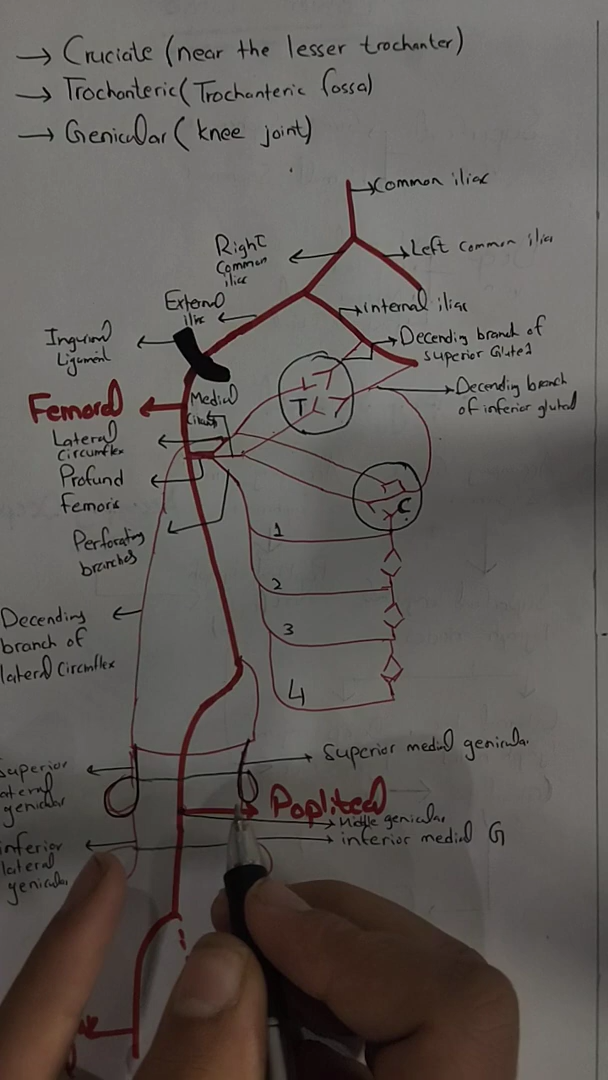 → Cruciate (near the lesser trochanter)
→ Trochanteric (Trochanteric fossa)
→ Genicular (knee joint)
Common iliac
Right
Common
iliac
Left common iliac
External
iliac
internal iliac
Inguinal
Ligament
Decending branch of
superior Gluteal
Femoral
Medial
T
Decending branch
of inferior gluteal
Lateral
Circumflex
Profund
femoris
C
Perforating
branches
1
2
3
4
Decending
branch of
lateral Circmflex
Superior medial genicular
superior
lateral
genicular
Popliteal
Middle genicular
inferior medial G
inferior
lateral
genicular